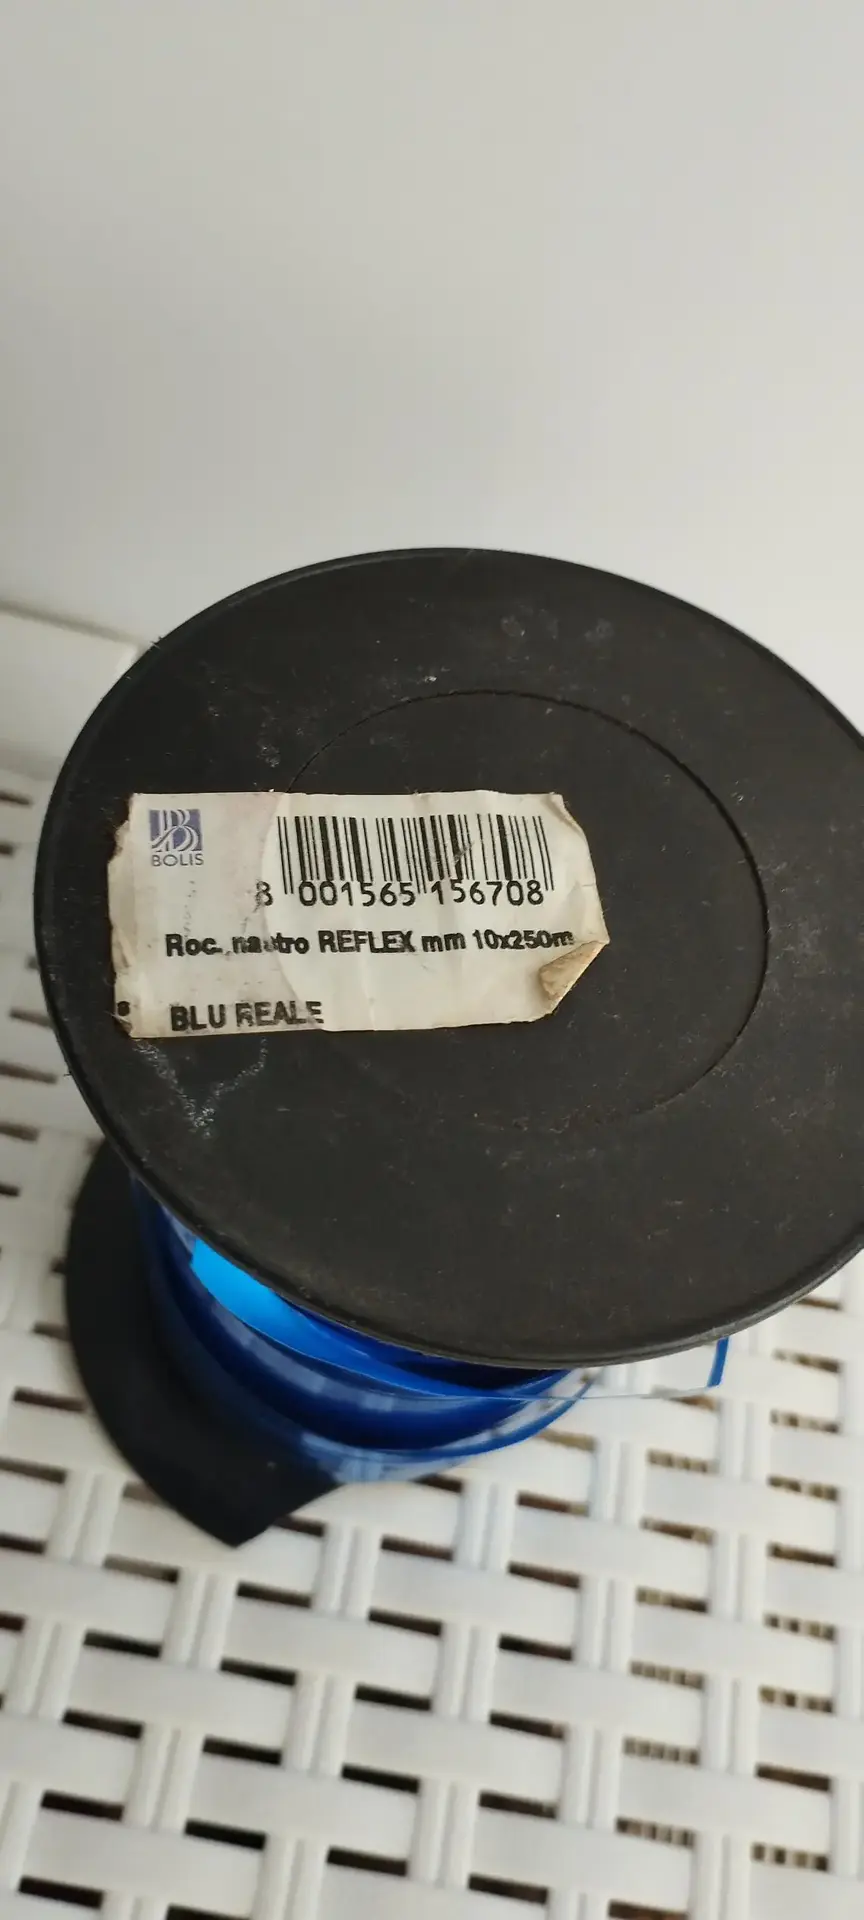 BOLIS
8 001565 156708
Roc. nastro REFLEX mm 10x250m
BLU REALE